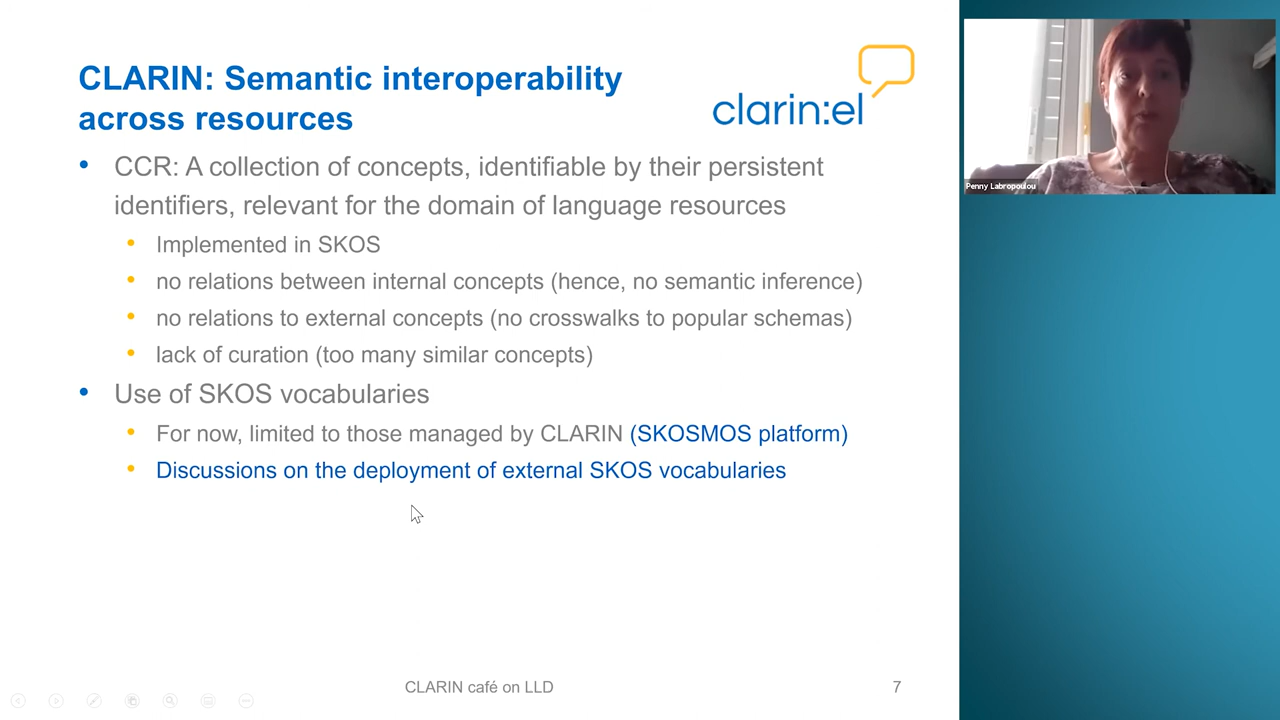 CLARIN: Semantic interoperability
across resources
clarin:el
CCR: A collection of concepts, identifiable by their persistent
identifiers, relevant for the domain of language resources
Implemented in SKOS
no relations between internal concepts (hence, no semantic inference)
no relations to external concepts (no crosswalks to popular schemas)
lack of curation (too many similar concepts)
Use of SKOS vocabularies
For now, limited to those managed by CLARIN (SKOSMOS platform)
Discussions on the deployment of external SKOS vocabularies
CLARIN café on LLD
7
Penny Labropoulou